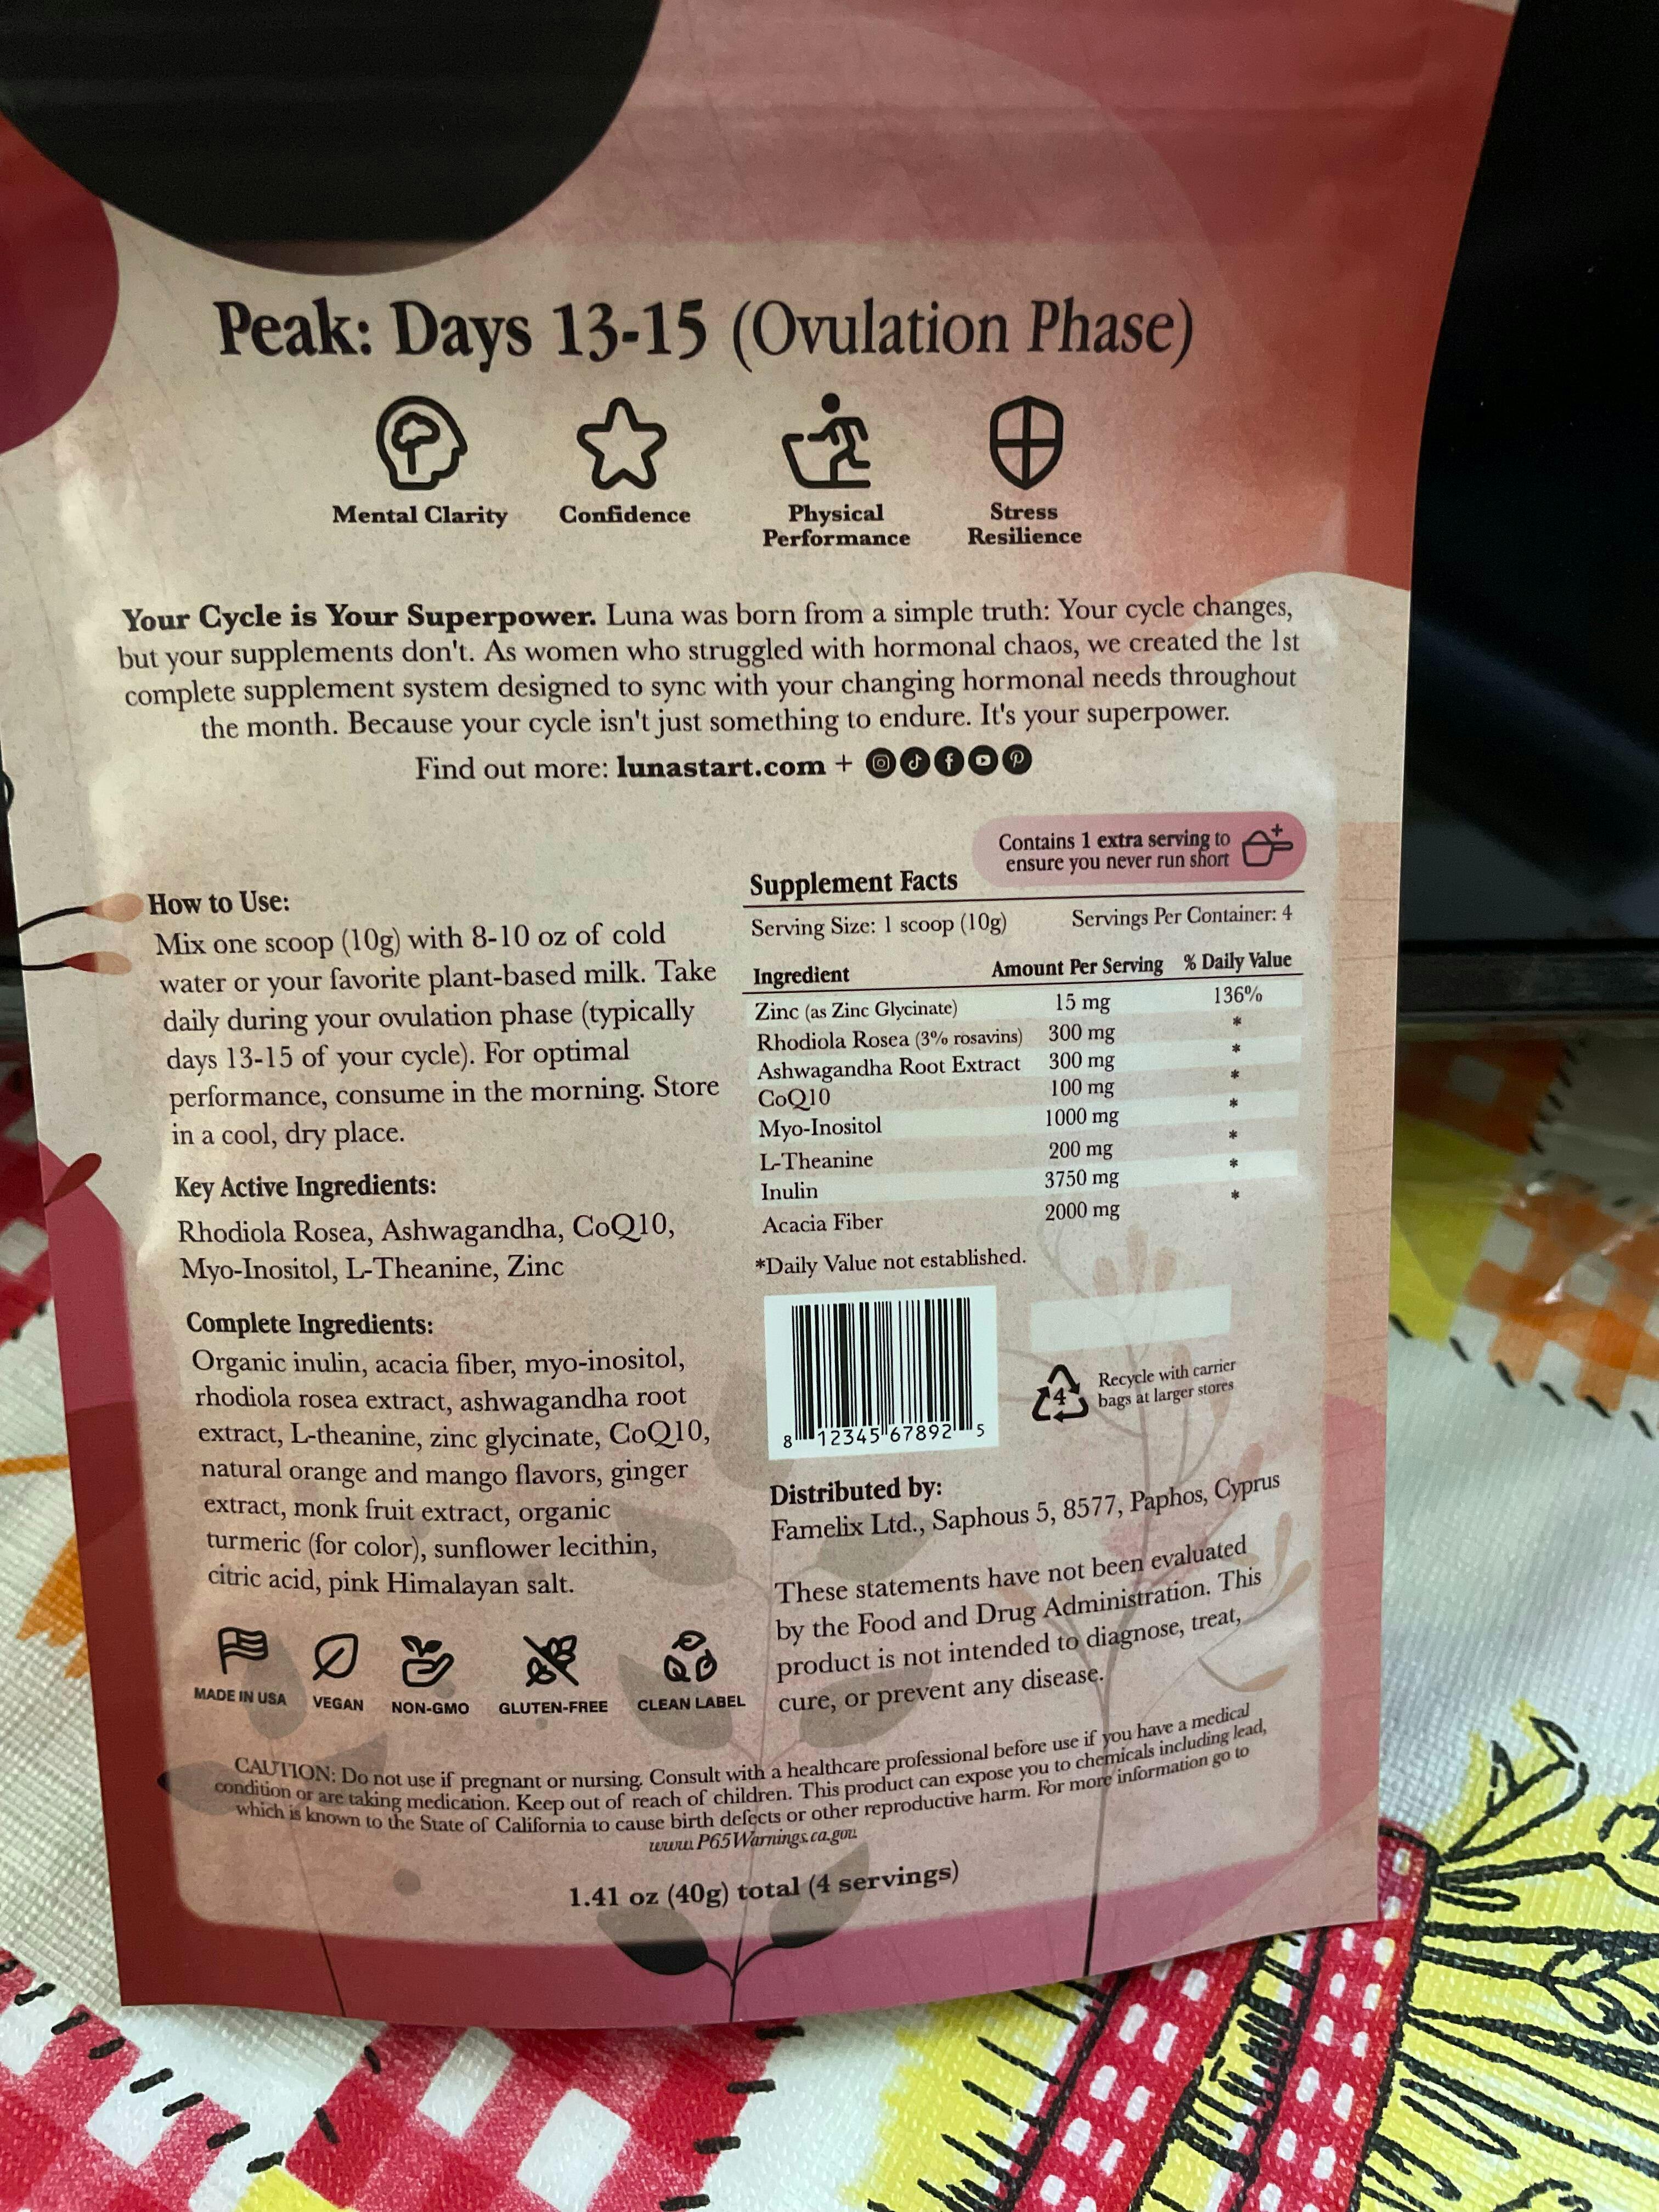 Peak: Days 13-15 (Ovulation Phase)
Mental Clarity
Confidence
Physical
Performance
Stress
Resilience
Your Cycle is Your Superpower. Luna was born from a simple truth: Your cycle changes,
but your supplements don't. As women who struggled with hormonal chaos, we created the 1st
complete supplement system designed to sync with your changing hormonal needs throughout
the month. Because your cycle isn't just something to endure. It's your superpower.
Find out more: lunastart.com +
How to Use:
Mix one scoop (10g) with 8-10 oz of cold
water or your favorite plant-based milk. Take
daily during your ovulation phase (typically
days 13-15 of your cycle). For optimal
performance, consume in the morning. Store
in a cool, dry place.
Key Active Ingredients:
Rhodiola Rosea, Ashwagandha, CoQ10,
Myo-Inositol, L-Theanine, Zinc
Complete Ingredients:
Organic inulin, acacia fiber, myo-inositol,
rhodiola rosea extract, ashwagandha root
extract, L-theanine, zinc glycinate, CoQ10,
natural orange and mango flavors, ginger
extract, monk fruit extract, organic
turmeric (for color), sunflower lecithin,
citric acid, pink Himalayan salt.
MADE IN USA
VEGAN
NON-GMO
GLUTEN-FREE
CLEAN LABEL
Contains 1 extra serving to
ensure you never run short
Supplement Facts
Serving Size: 1 scoop (10g) Servings Per Container: 4
Ingredient Amount Per Serving % Daily Value
Zinc (as Zinc Glycinate) 15 mg 136%
Rhodiola Rosea (3% rosavins) 300 mg *
Ashwagandha Root Extract 300 mg *
CoQ10 100 mg *
Myo-Inositol 1000 mg *
L-Theanine 200 mg *
Inulin 3750 mg *
Acacia Fiber 2000 mg *
*Daily Value not established.
8 12345 67892 5
4
Recycle with carrier
bags at larger stores
Distributed by:
Famelix Ltd., Saphous 5, 8577, Paphos, Cyprus
These statements have not been evaluated
by the Food and Drug Administration. This
product is not intended to diagnose, treat,
cure, or prevent any disease.
CAUTION: Do not use if pregnant or nursing. Consult with a healthcare professional before use if you have a medical
condition or are taking medication. Keep out of reach of children. This product can expose you to chemicals including lead,
which is known to the State of California to cause birth defects or other reproductive harm. For more information go to
www.P65Warnings.ca.gov.
1.41 oz (40g) total (4 servings)